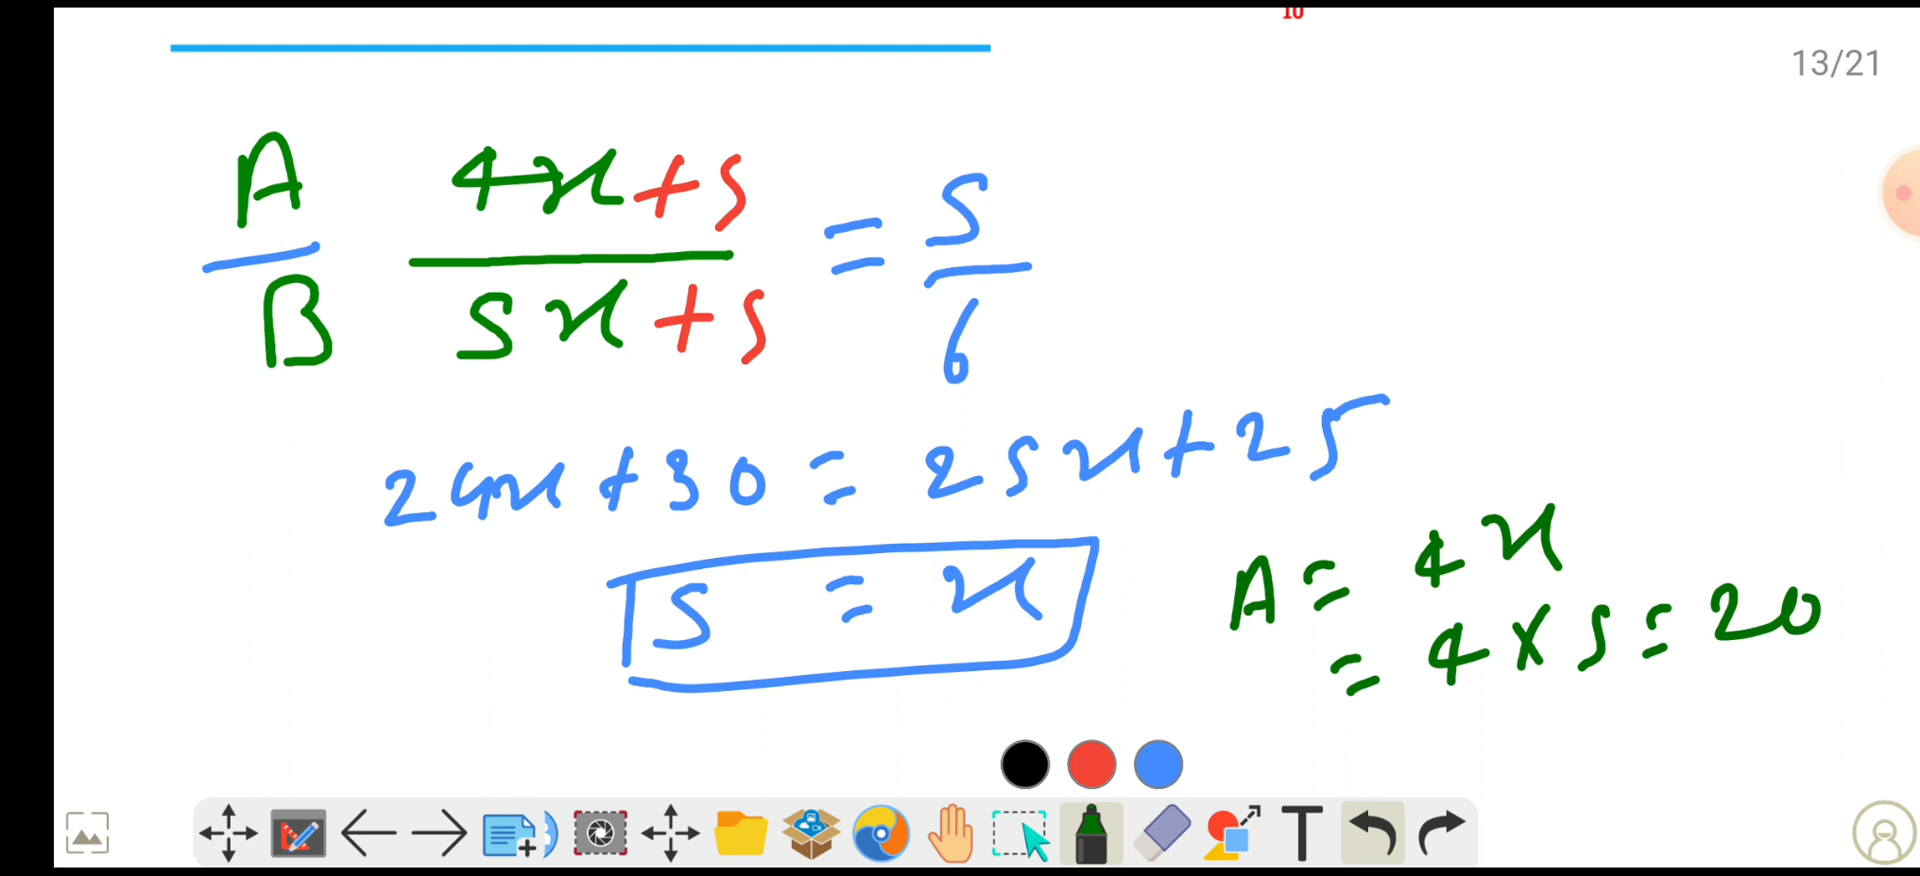 10
13/21
A 4x+5 = 5
B 5x+5 6
24x+30 = 25x+25
5 = x
A = 4x
= 4×5=20
T